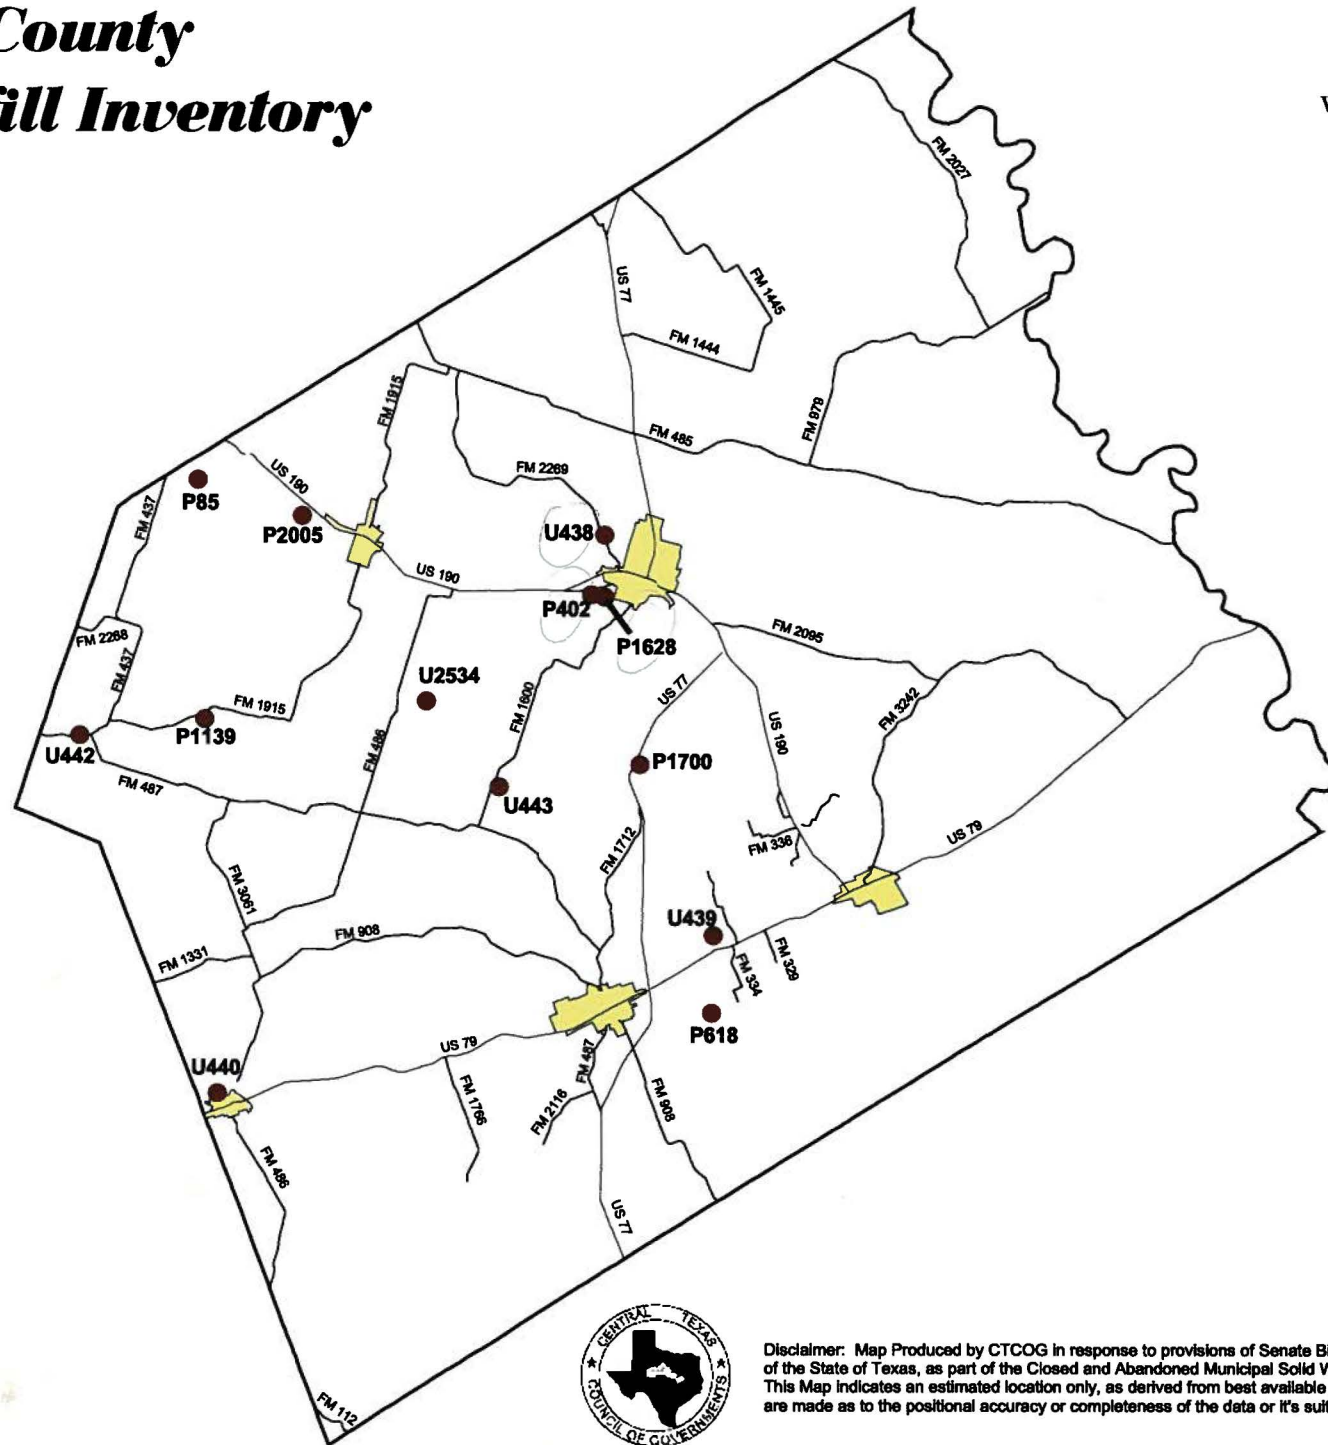 County
ill Inventory
FM 2027
US 77
FM 1445
FM 1444
FM 1915
FM 979
FM 485
US 190
FM 2269
P85
FM 437
P2005
U438
US 190
P402
FM 2095
FM 2268
P1628
FM 437
U2534
US 77
FM 1600
FM 3242
FM 1915
US 190
P1139
U442
FM 486
P1700
FM 487
U443
US 79
FM 336
FM 1712
FM 3061
U439
FM 908
FM 1331
FM 334
FM 329
P618
US 79
U440
FM 487
FM 1766
FM 2116
FM 908
FM 486
US 77
FM 112
CENTRAL TEXAS
COUNCIL OF GOVERNMENTS
Disclaimer: Map Produced by CTCOG in response to provisions of Senate Bi
of the State of Texas, as part of the Closed and Abandoned Municipal Solid W
This Map indicates an estimated location only, as derived from best available
are made as to the positional accuracy or completeness of the data or it's suit